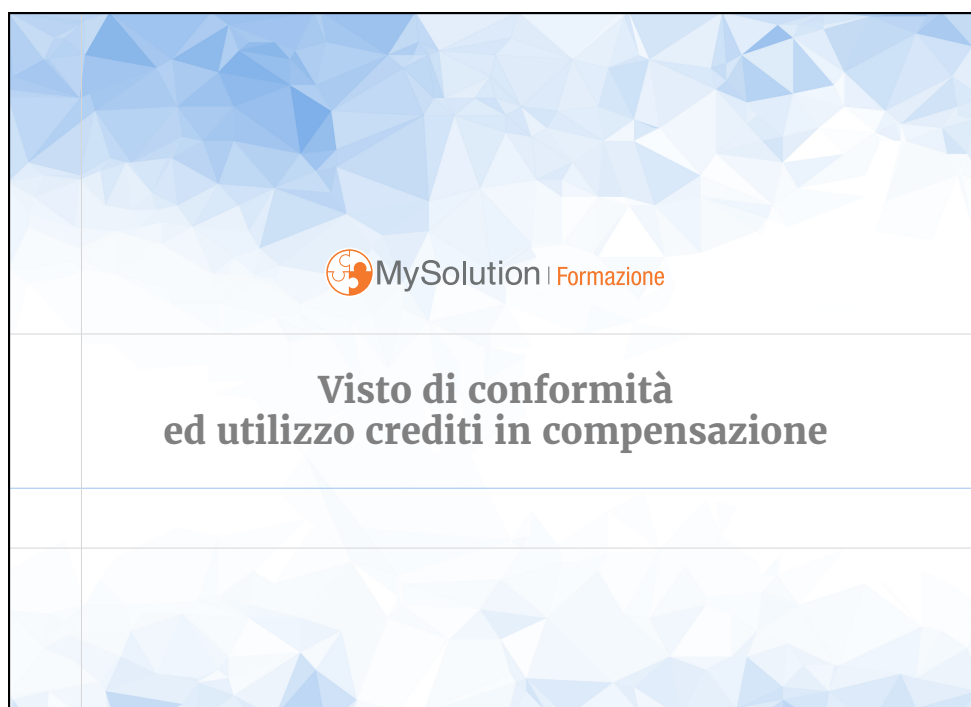 MySolution | Formazione
Visto di conformità
ed utilizzo crediti in compensazione